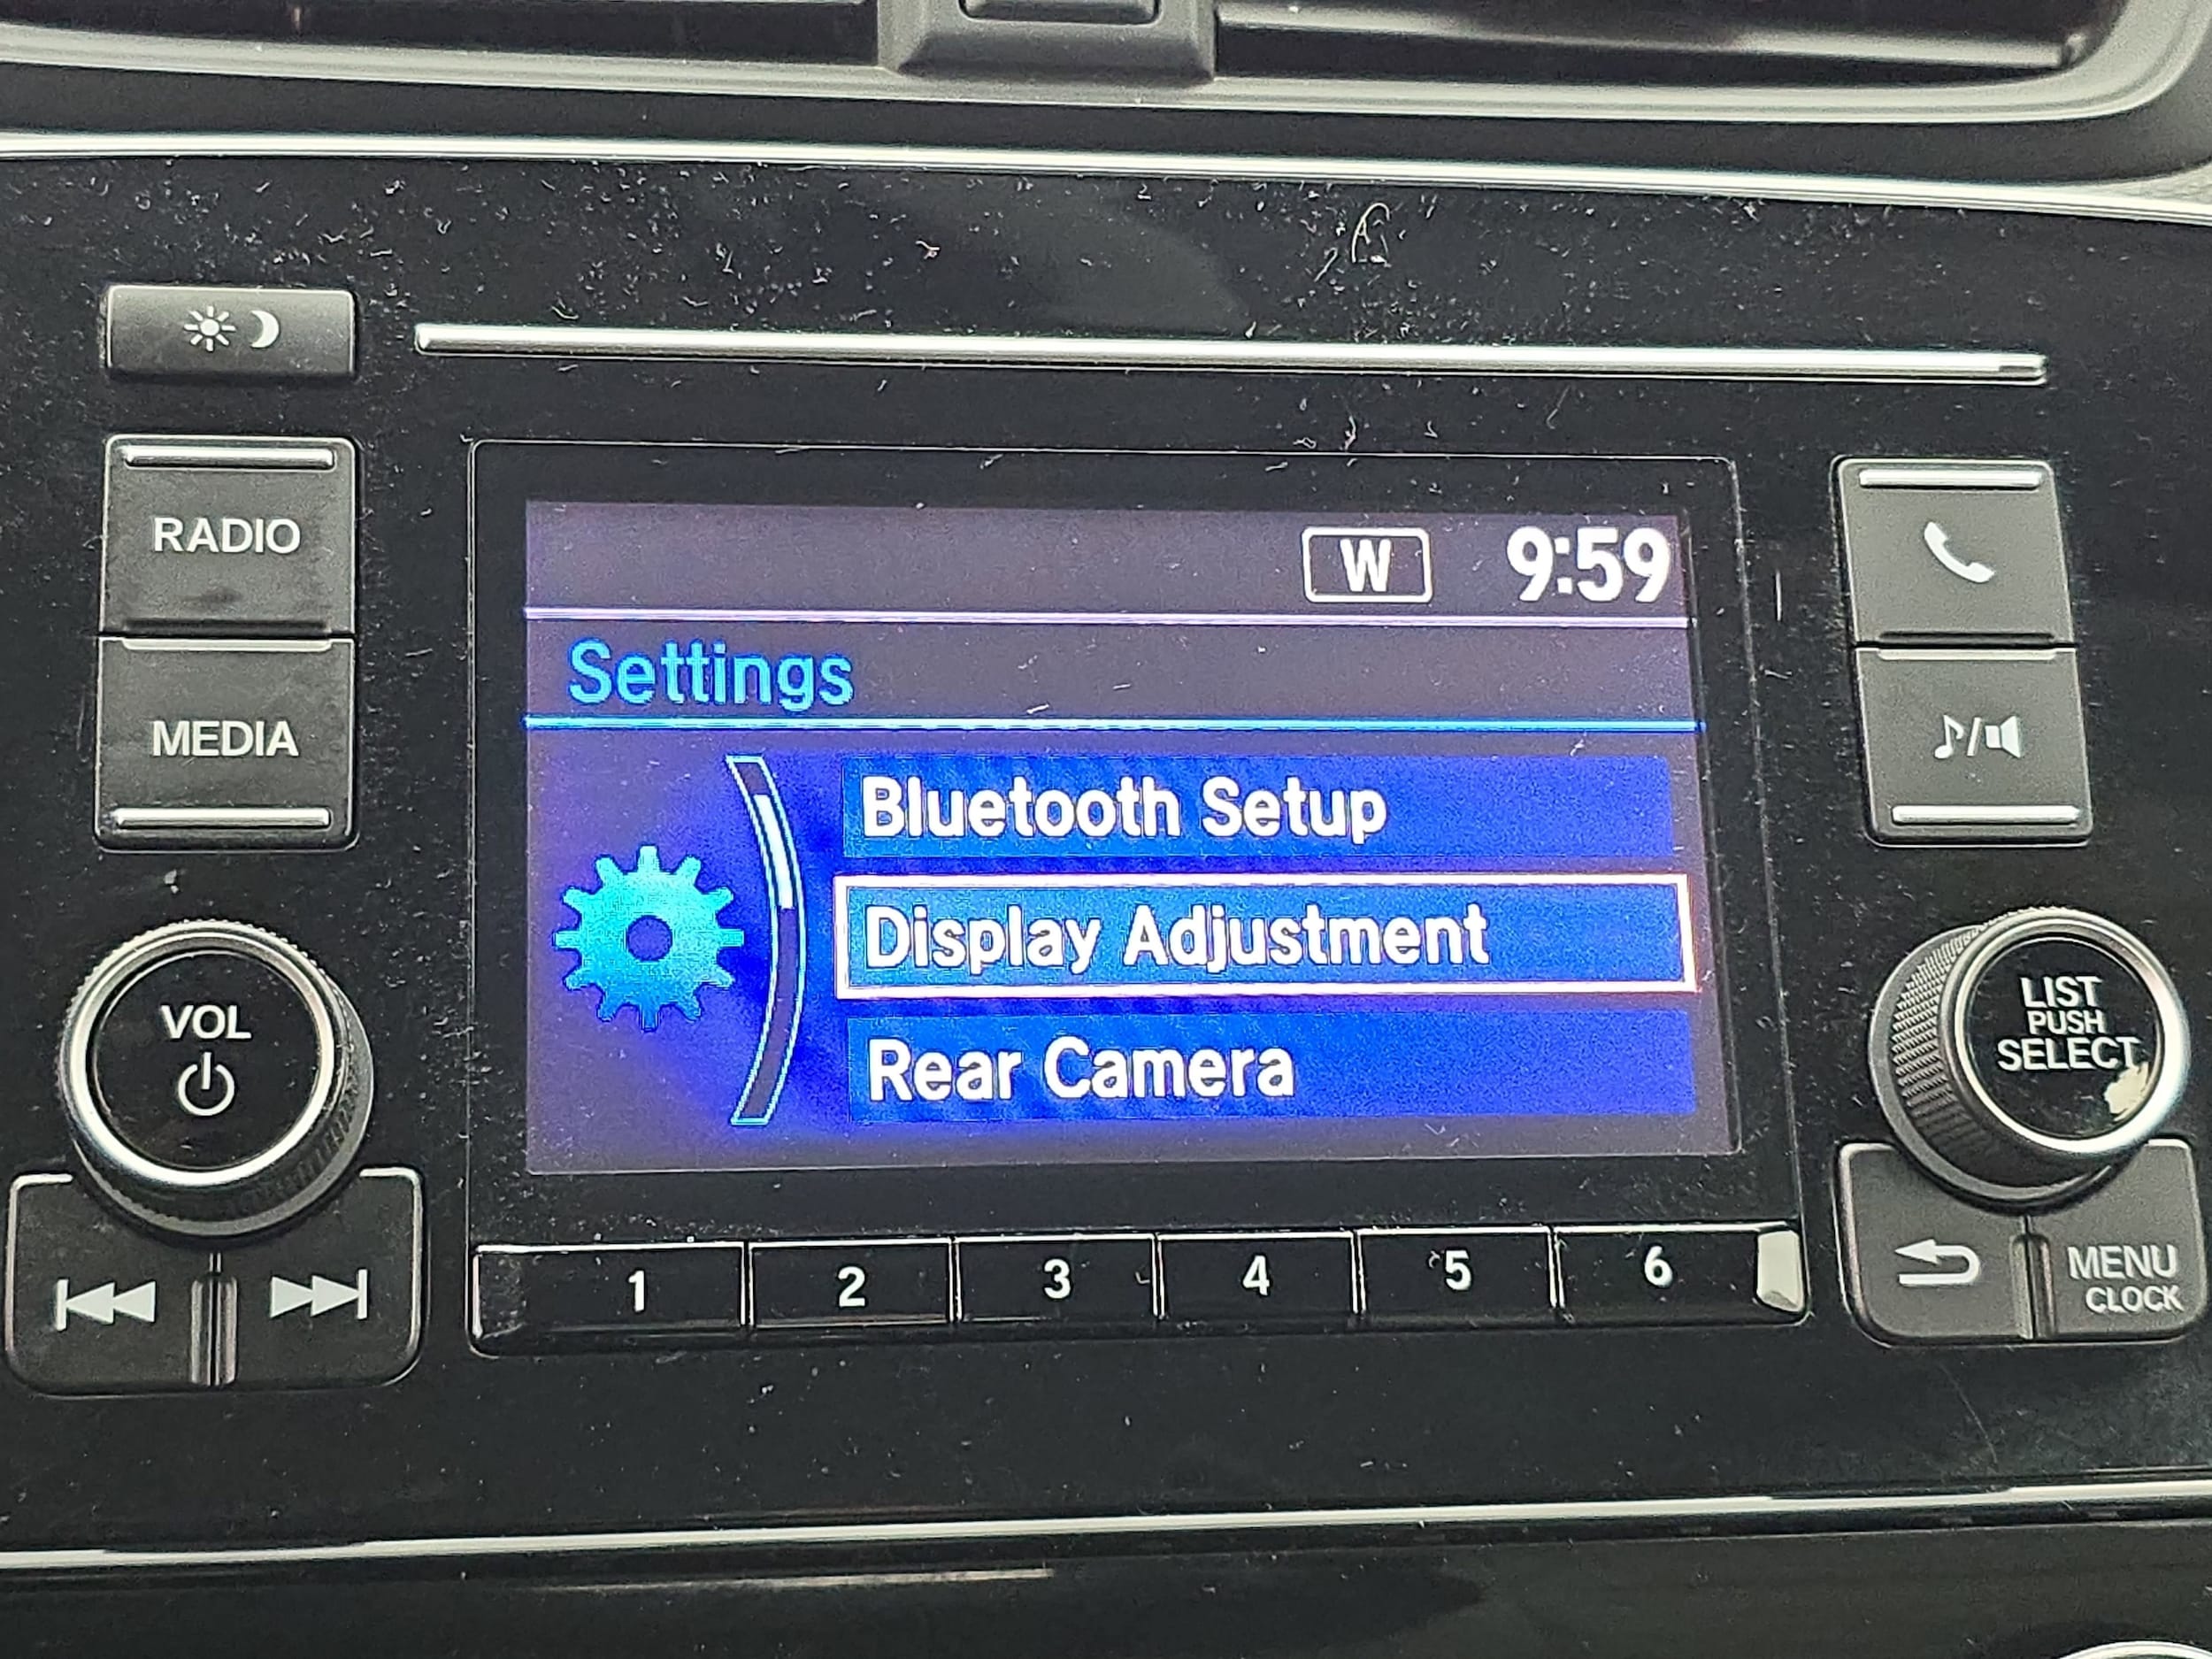 W 9:59
Settings
Bluetooth Setup
Display Adjustment
Rear Camera
RADIO
MEDIA
VOL
LIST
PUSH
SELECT
1 2 3 4 5 6
MENU
CLOCK